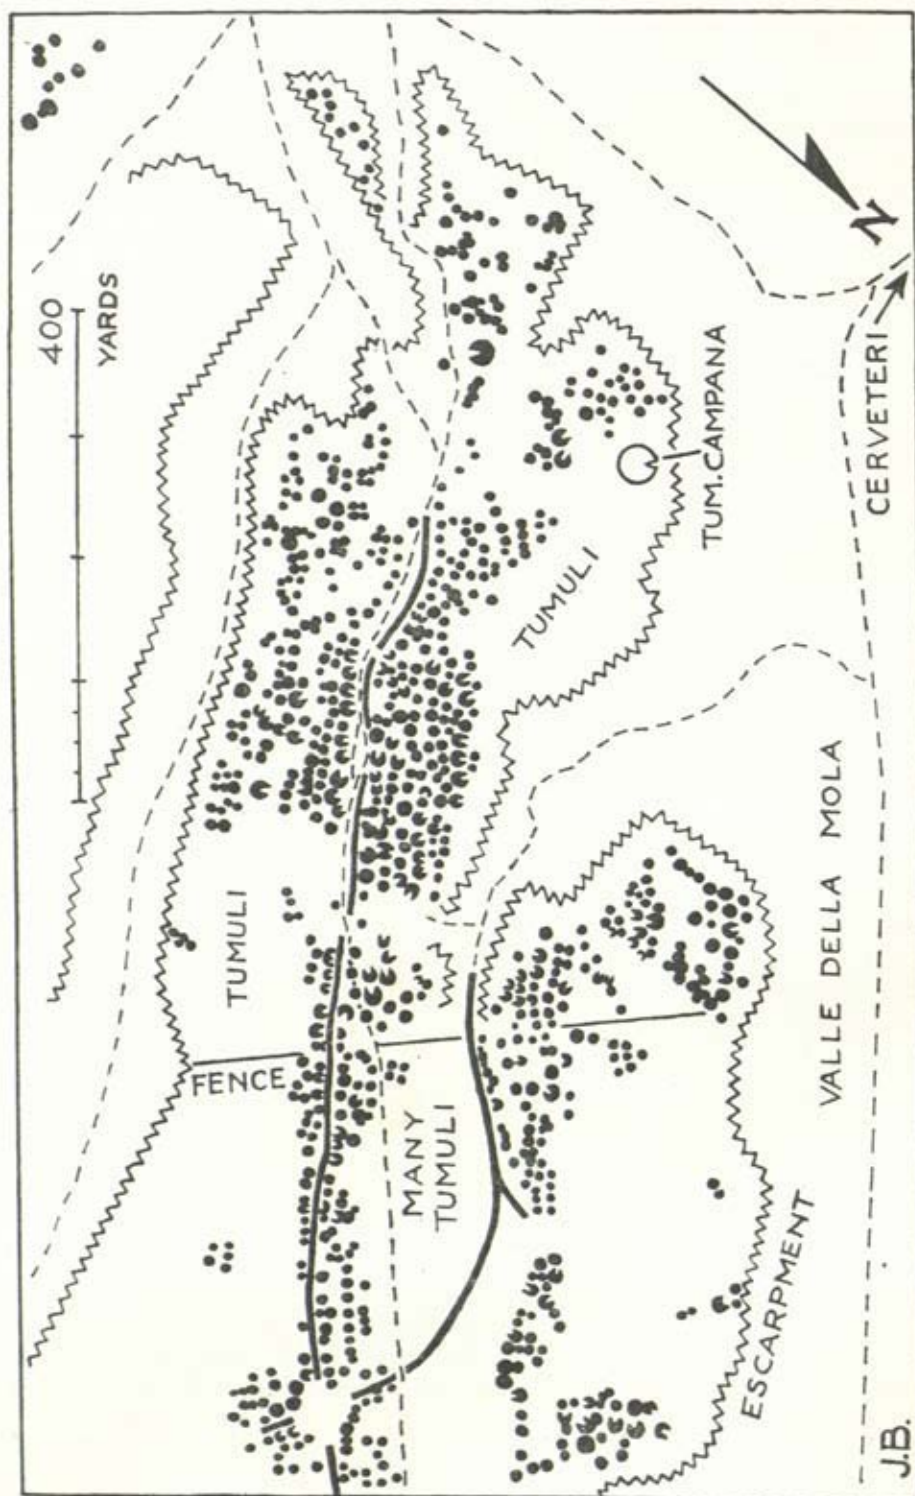 400
YARDS
N
CERVETERI
TUM. CAMPANA
TUMULI
VALLE DELLA MOLA
TUMULI
FENCE
MANY
TUMULI
ESCARPMENT
J.B.